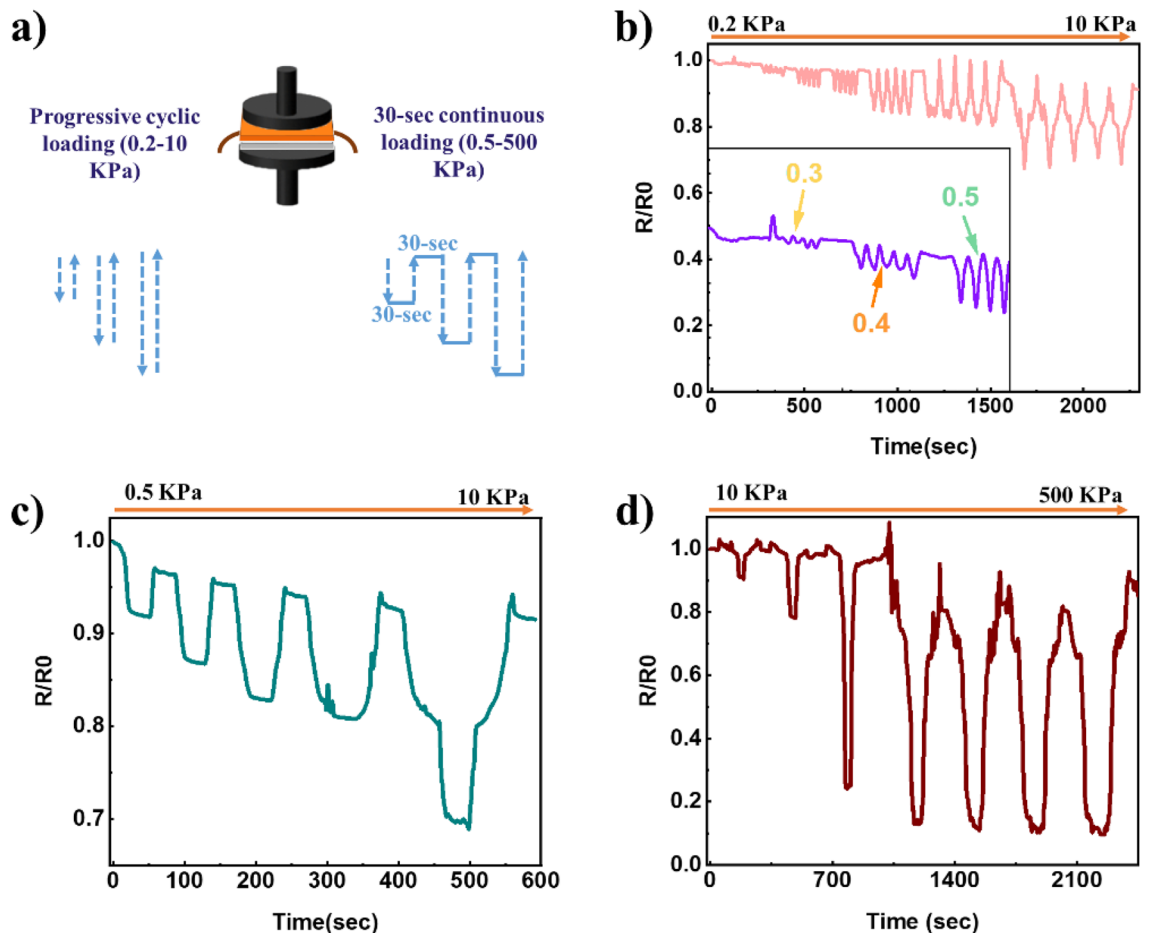 a)
Progressive cyclic
loading (0.2-10
KPa)
30-sec continuous
loading (0.5-500
KPa)
30-sec
30-sec
b)
0.2 KPa 10 KPa
1.0
0.8
0.6
0.4
0.2
0.0
R/R0
0.3
0.4
0.5
0 500 1000 1500 2000
Time(sec)
c)
0.5 KPa 10 KPa
1.0
0.9
0.8
0.7
R/R0
0 100 200 300 400 500 600
Time(sec)
d)
10 KPa 500 KPa
1.0
0.8
0.6
0.4
0.2
0.0
R/R0
0 700 1400 2100
Time (sec)